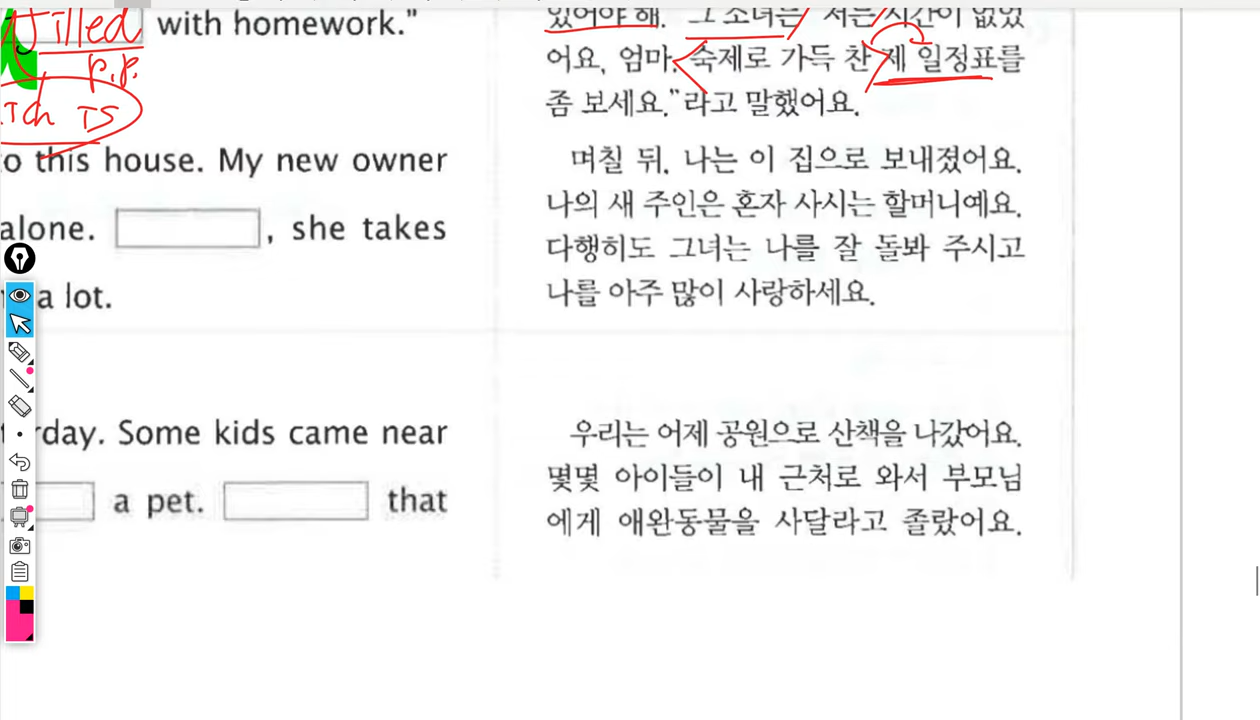 filled with homework."
p.p.
o this house. My new owner
alone. , she takes
a lot.
rday. Some kids came near
a pet. that
있어야 해. 그 소녀는 "저는 시간이 없었
어요, 엄마. 숙제로 가득 찬 제 일정표를
좀 보세요."라고 말했어요.
며칠 뒤, 나는 이 집으로 보내졌어요.
나의 새 주인은 혼자 사시는 할머니예요.
다행히도 그녀는 나를 잘 돌봐 주시고
나를 아주 많이 사랑하세요.
우리는 어제 공원으로 산책을 나갔어요.
몇몇 아이들이 내 근처로 와서 부모님
에게 애완동물을 사달라고 졸랐어요.